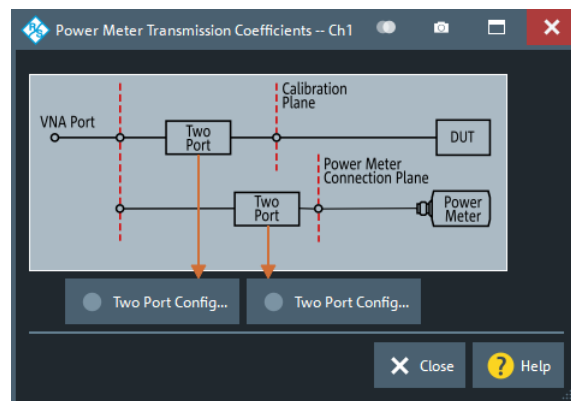 Power Meter Transmission Coefficients -- Ch1
Calibration
Plane
VNA Port
Two
Port
DUT
Power Meter
Connection Plane
Two
Port
Power
Meter
Two Port Config...
Two Port Config...
Close
? Help